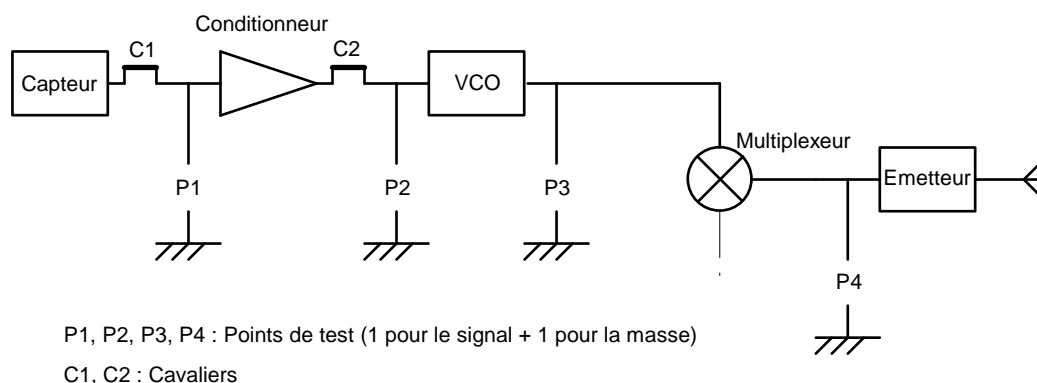 Conditionneur
C1
C2
Capteur
VCO
Multiplexeur
Emetteur
P1
P2
P3
P4
P1, P2, P3, P4 : Points de test (1 pour le signal + 1 pour la masse)
C1, C2 : Cavaliers